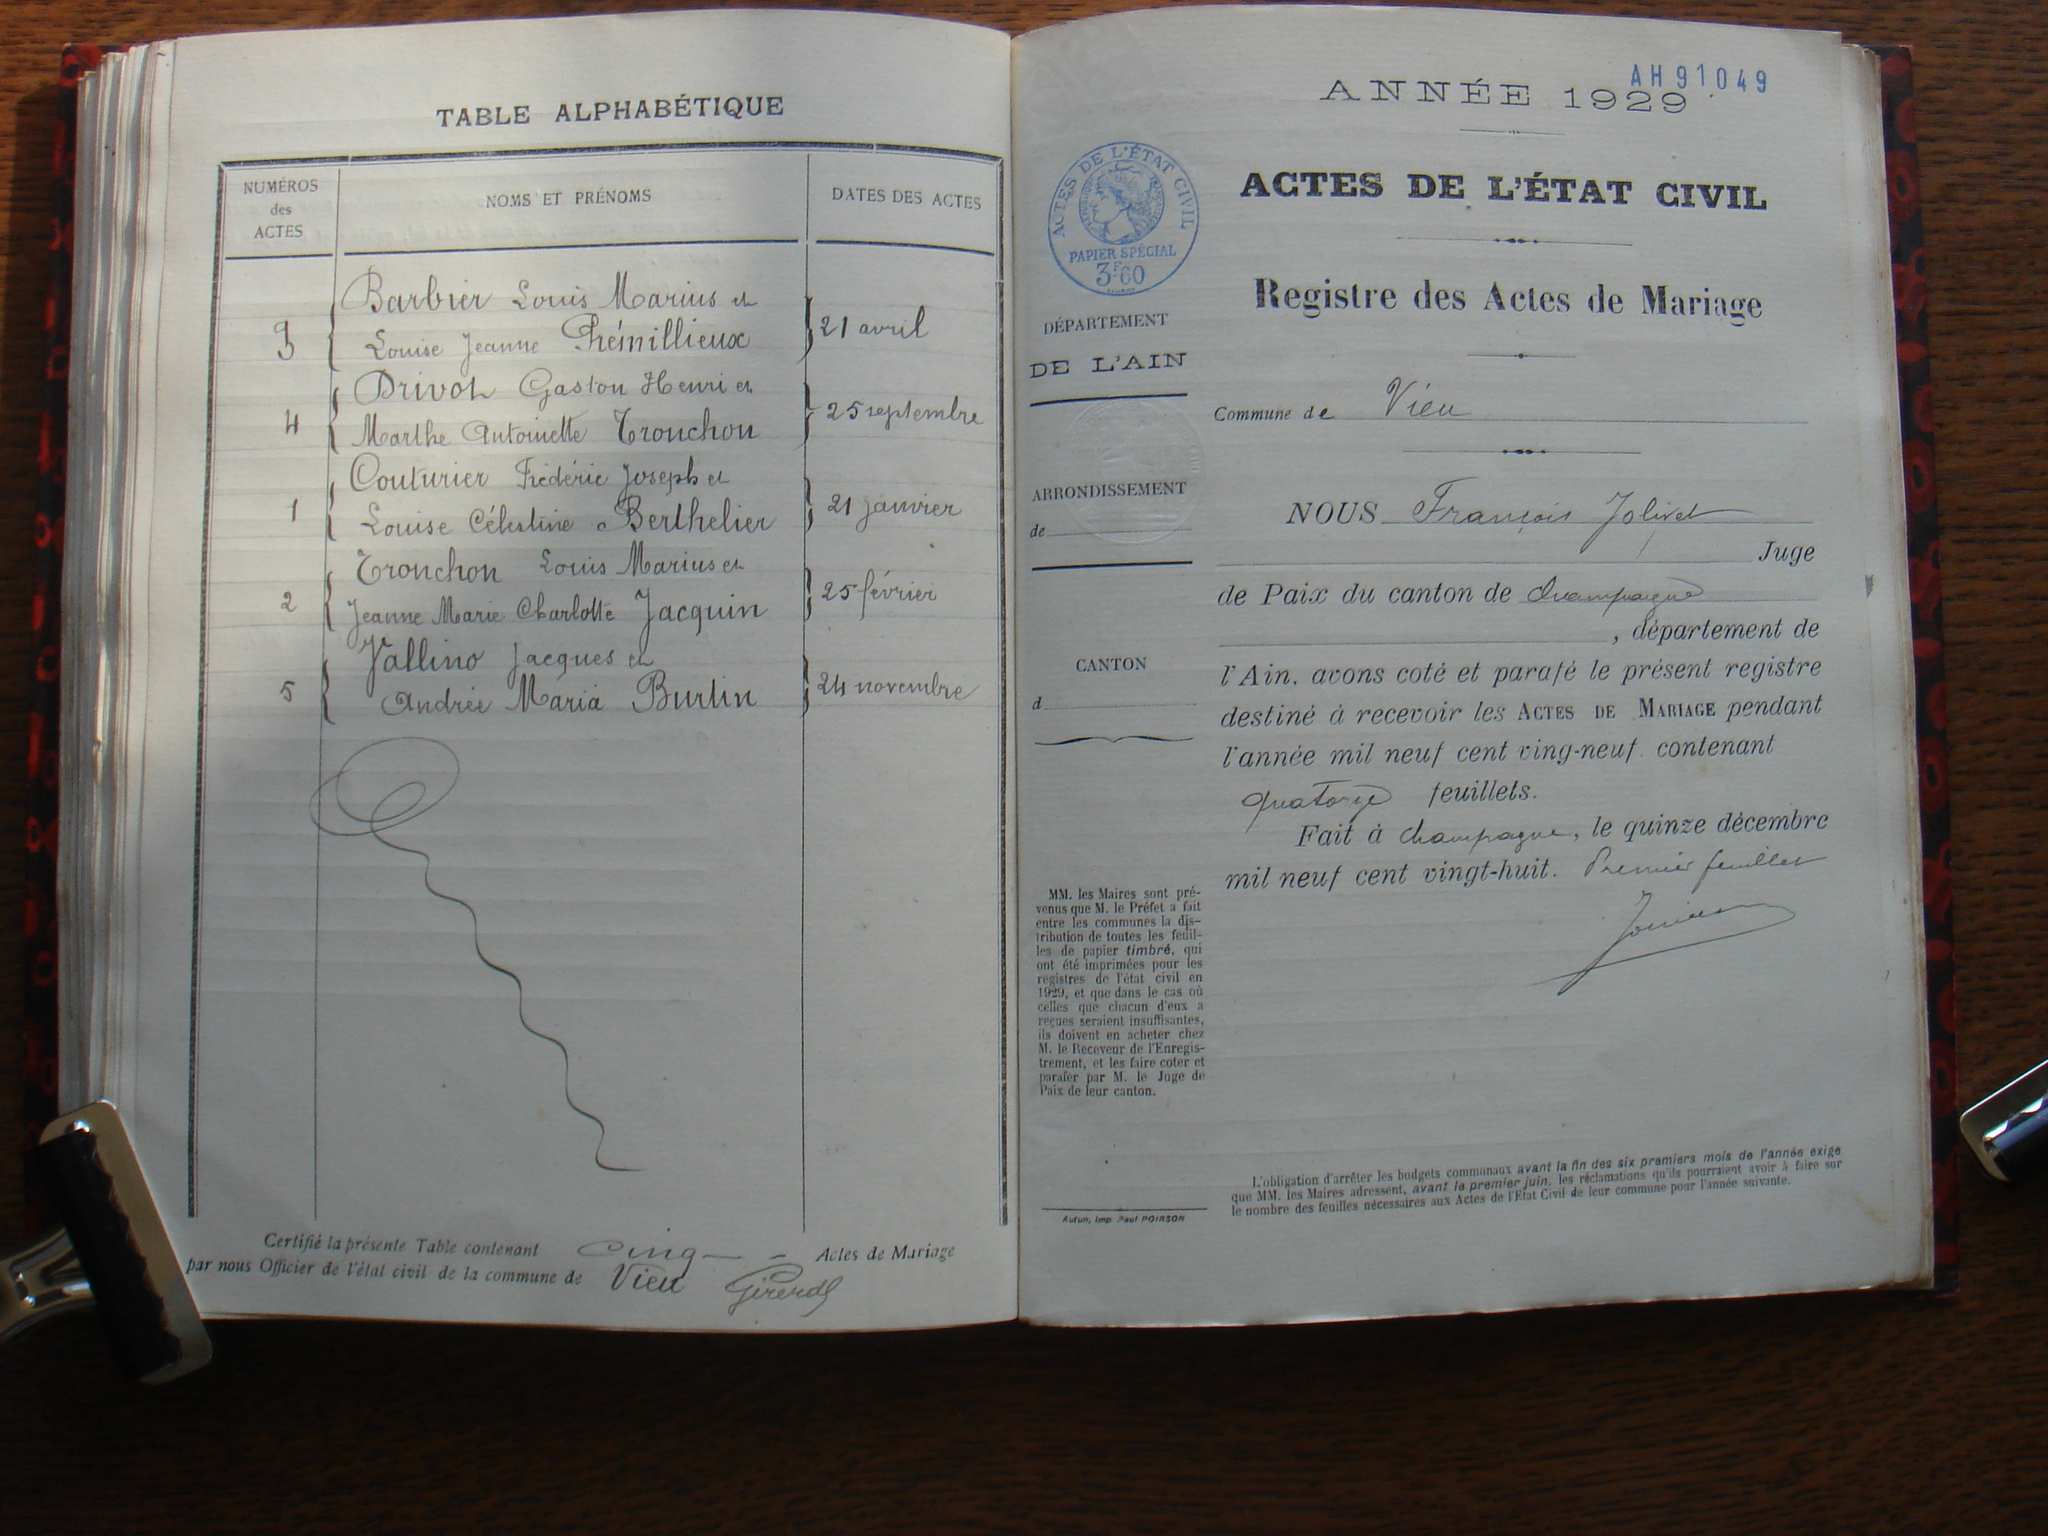 TABLE ALPHABÉTIQUE
NUMÉROS
des
ACTES
NOMS ET PRÉNOMS
DATES DES ACTES
Barbier Louis Marius et
3 Louise Jeanne Phémillieux 21 avril
Drivot Gaston Henri et
4 Marthe Antoinette Tronchon 25 septembre
Couturier Frédéric Joseph et
1 Louise Célestine Berthelier 21 janvier
Tronchon Louis Marius et
2 Jeanne Marie Charlotte Jacquin 25 février
Vallino Jacques et
5 Andrée Maria Burtin 24 novembre
Certifié la présente Table contenant cinq Actes de Mariage
par nous Officier de l'état civil de la commune de Vieu
AH91049
ANNÉE 1929
ACTES DE L'ÉTAT CIVIL
PAPIER SPÉCIAL
3F60
ACTES DE L'ÉTAT CIVIL
Registre des Actes de Mariage
DÉPARTEMENT
DE L'AIN
Commune de Vieu
ARRONDISSEMENT
de
CANTON
d
NOUS François Jolivet
Juge
de Paix du canton de Champagne
, département de
l'Ain, avons coté et parafé le présent registre
destiné à recevoir les ACTES DE MARIAGE pendant
l'année mil neuf cent ving-neuf contenant
quatorze feuillets.
Fait à Champagne, le quinze décembre
mil neuf cent vingt-huit. Premier feuillet
MM. les Maires sont pré-
venus que M. le Préfet a fait
entre les communes la dis-
tribution de toutes les feuil-
les de papier timbré, qui
ont été imprimées pour les
registres de l'état civil en
1929, et que dans le cas où
celles que chacun d'eux a
reçues seraient insuffisantes,
ils doivent en acheter chez
M. le Receveur de l'Enregis-
trement, et les faire coter et
parafer par M. le Juge de
Paix de leur canton.
Autun, Imp. Paul POIRSON
L'obligation d'arrêter les budgets communaux avant la fin des six premiers mois de l'année exige
que MM. les Maires adressent, avant le premier juin, les réclamations qu'ils pourraient avoir à faire sur
le nombre des feuilles nécessaires aux Actes de l'État Civil de leur commune pour l'année suivante.